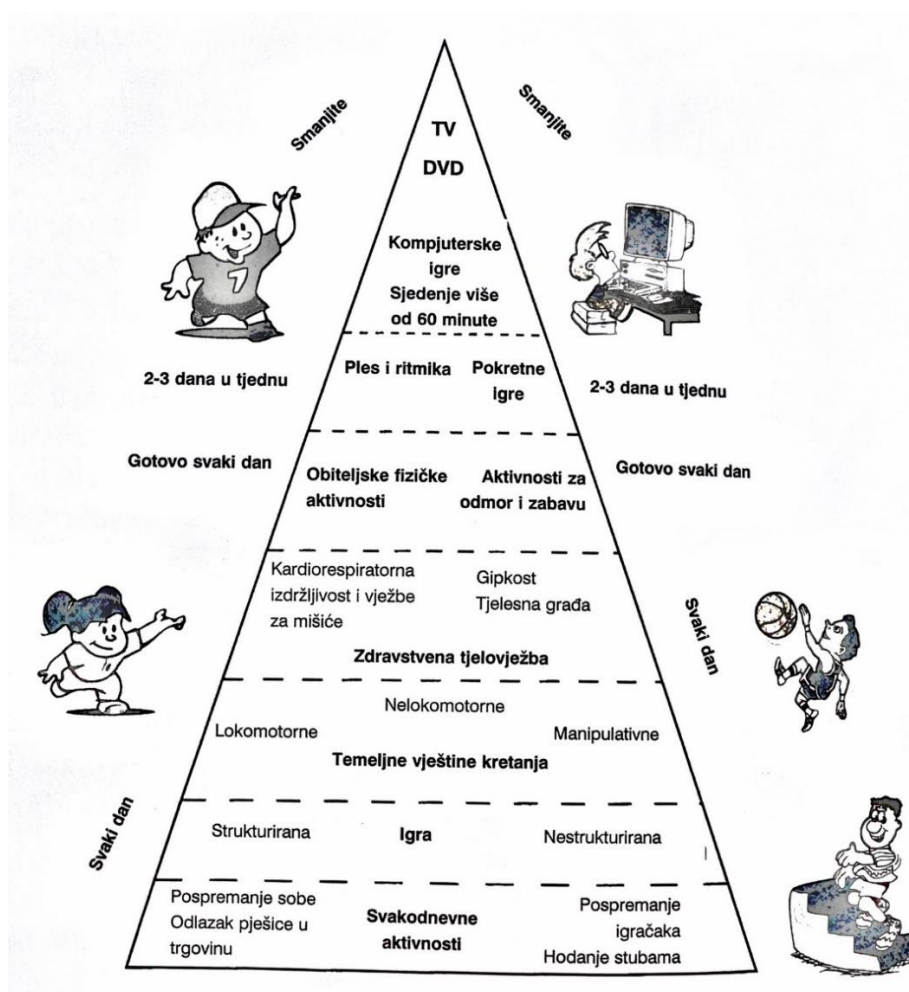 Smanjite
Smanjite
TV
DVD
Kompjuterske
igre
Sjedenje više
od 60 minute
Ples i ritmika
Pokretne
igre
2-3 dana u tjednu
2-3 dana u tjednu
Gotovo svaki dan
Gotovo svaki dan
Obiteljske fizičke
aktivnosti
Aktivnosti za
odmor i zabavu
Kardiorespiratorna
izdržljivost i vježbe
za mišiće
Gipkost
Tjelesna građa
Zdravstvena tjelovježba
Svaki dan
Nelokomotorne
Lokomotorne
Manipulativne
Temeljne vještine kretanja
Svaki dan
Strukturirana
Igra
Nestrukturirana
Pospremanje sobe
Odlazak pješice u
trgovinu
Svakodnevne
aktivnosti
Pospremanje
igračaka
Hodanje stubama
7